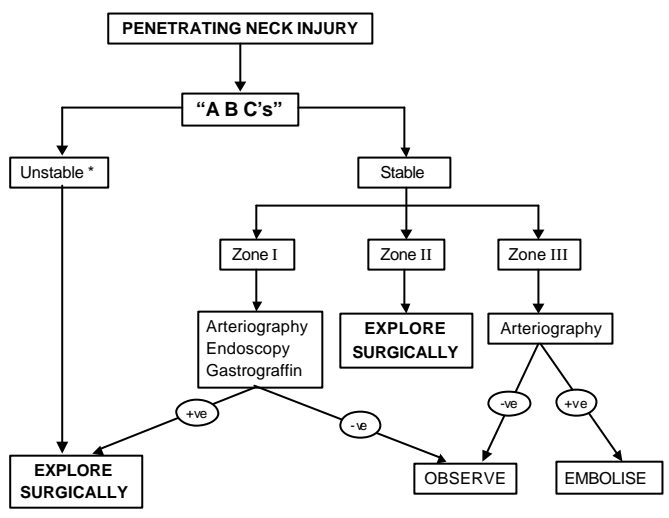 PENETRATING NECK INJURY
“A B C’s”
Unstable *
Stable
Zone I
Zone II
Zone III
Arteriography
Endoscopy
Gastrograffin
EXPLORE
SURGICALLY
Arteriography
+ve
-ve
-ve
+ve
EXPLORE
SURGICALLY
OBSERVE
EMBOLISE